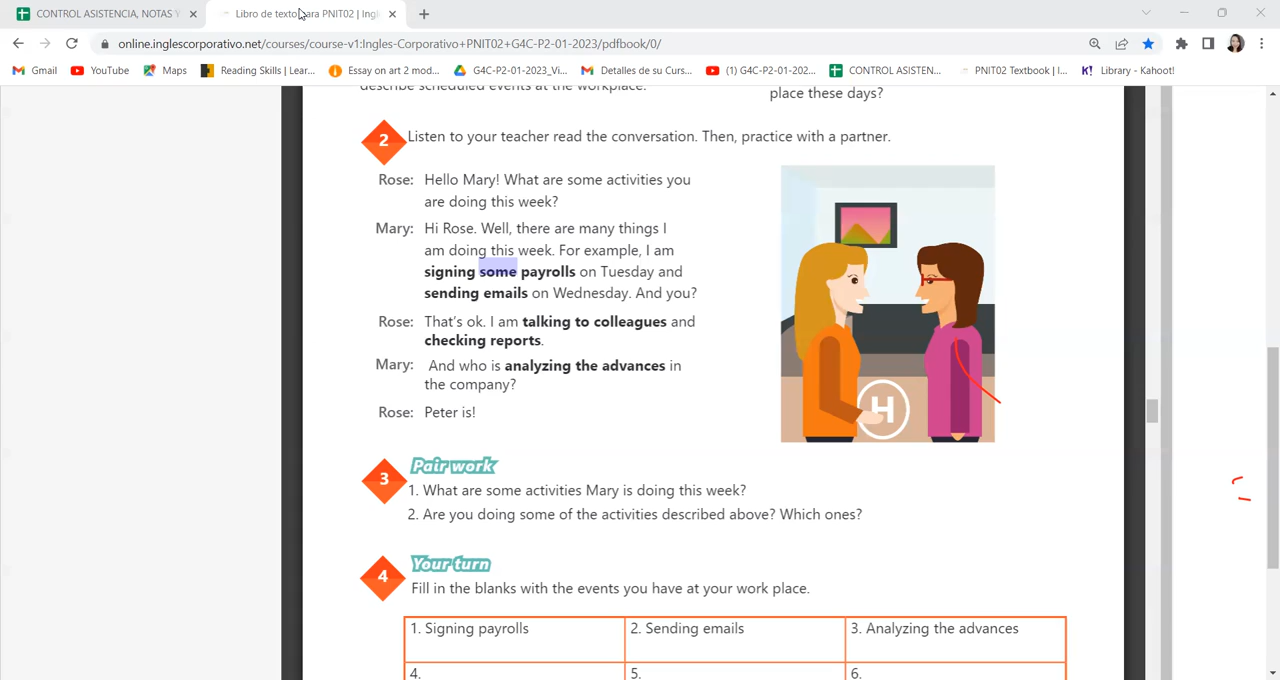 CONTROL ASISTENCIA, NOTAS Y
Libro de texto para PNIT02 | Ingl
online.inglescorporativo.net/courses/course-v1:Ingles-Corporativo+PNIT02+G4C-P2-01-2023/pdfbook/0/
Gmail YouTube Maps Reading Skills | Lear... Essay on art 2 mod... G4C-P2-01-2023_Vi... Detalles de su Curs... (1) G4C-P2-01-202... CONTROL ASISTEN... PNIT02 Textbook | I... Library - Kahoot!
describe scheduled events at the workplace.
place these days?
2 Listen to your teacher read the conversation. Then, practice with a partner.
Rose: Hello Mary! What are some activities you
are doing this week?
Mary: Hi Rose. Well, there are many things I
am doing this week. For example, I am
signing some payrolls on Tuesday and
sending emails on Wednesday. And you?
Rose: That's ok. I am talking to colleagues and
checking reports.
Mary: And who is analyzing the advances in
the company?
Rose: Peter is!
H
3 Pair work
1. What are some activities Mary is doing this week?
2. Are you doing some of the activities described above? Which ones?
4 Your turn
Fill in the blanks with the events you have at your work place.
1. Signing payrolls 2. Sending emails 3. Analyzing the advances
4. 5. 6.